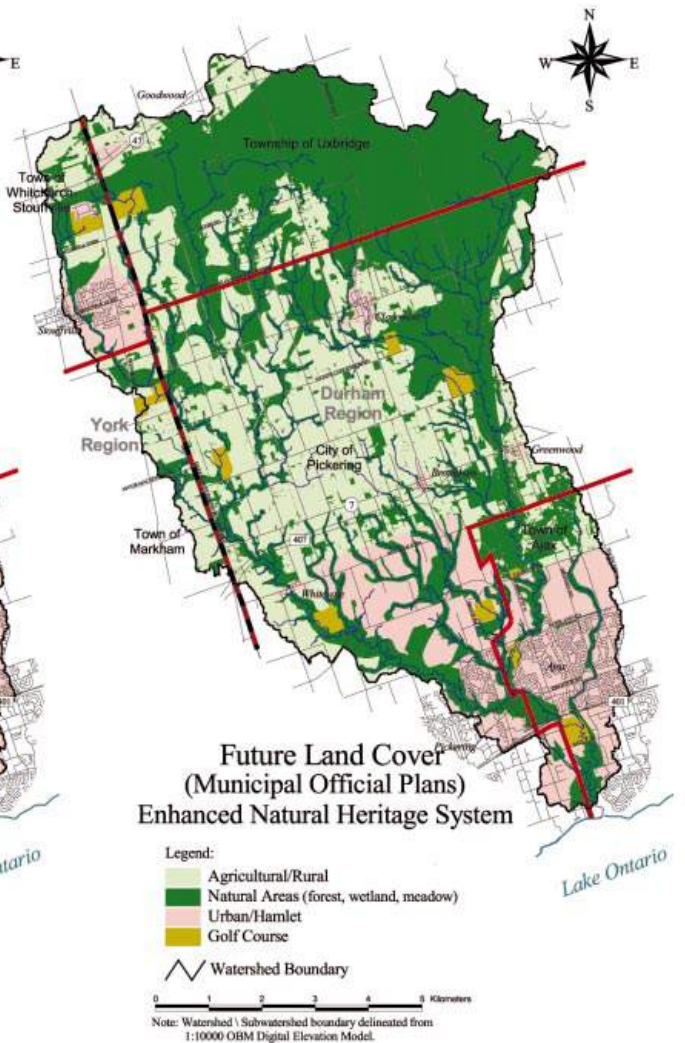 N
E
W
E
S
Goodwood
47
Township of Uxbridge
Town of
Whitchurch
Stouffville
Stouffville
Durham
Region
York
Region
City of
Pickering
Greenwood
7
Town of
Markham
407
Town of
Ajax
Whitevale
Ajax
401
401
Pickering
Future Land Cover
(Municipal Official Plans)
Enhanced Natural Heritage System
Legend:
Agricultural/Rural
Natural Areas (forest, wetland, meadow)
Urban/Hamlet
Golf Course
Watershed Boundary
0 1 2 3 4 5 Kilometers
Note: Watershed \ Subwatershed boundary delineated from
1:10000 OBM Digital Elevation Model.
Lake Ontario
ntario